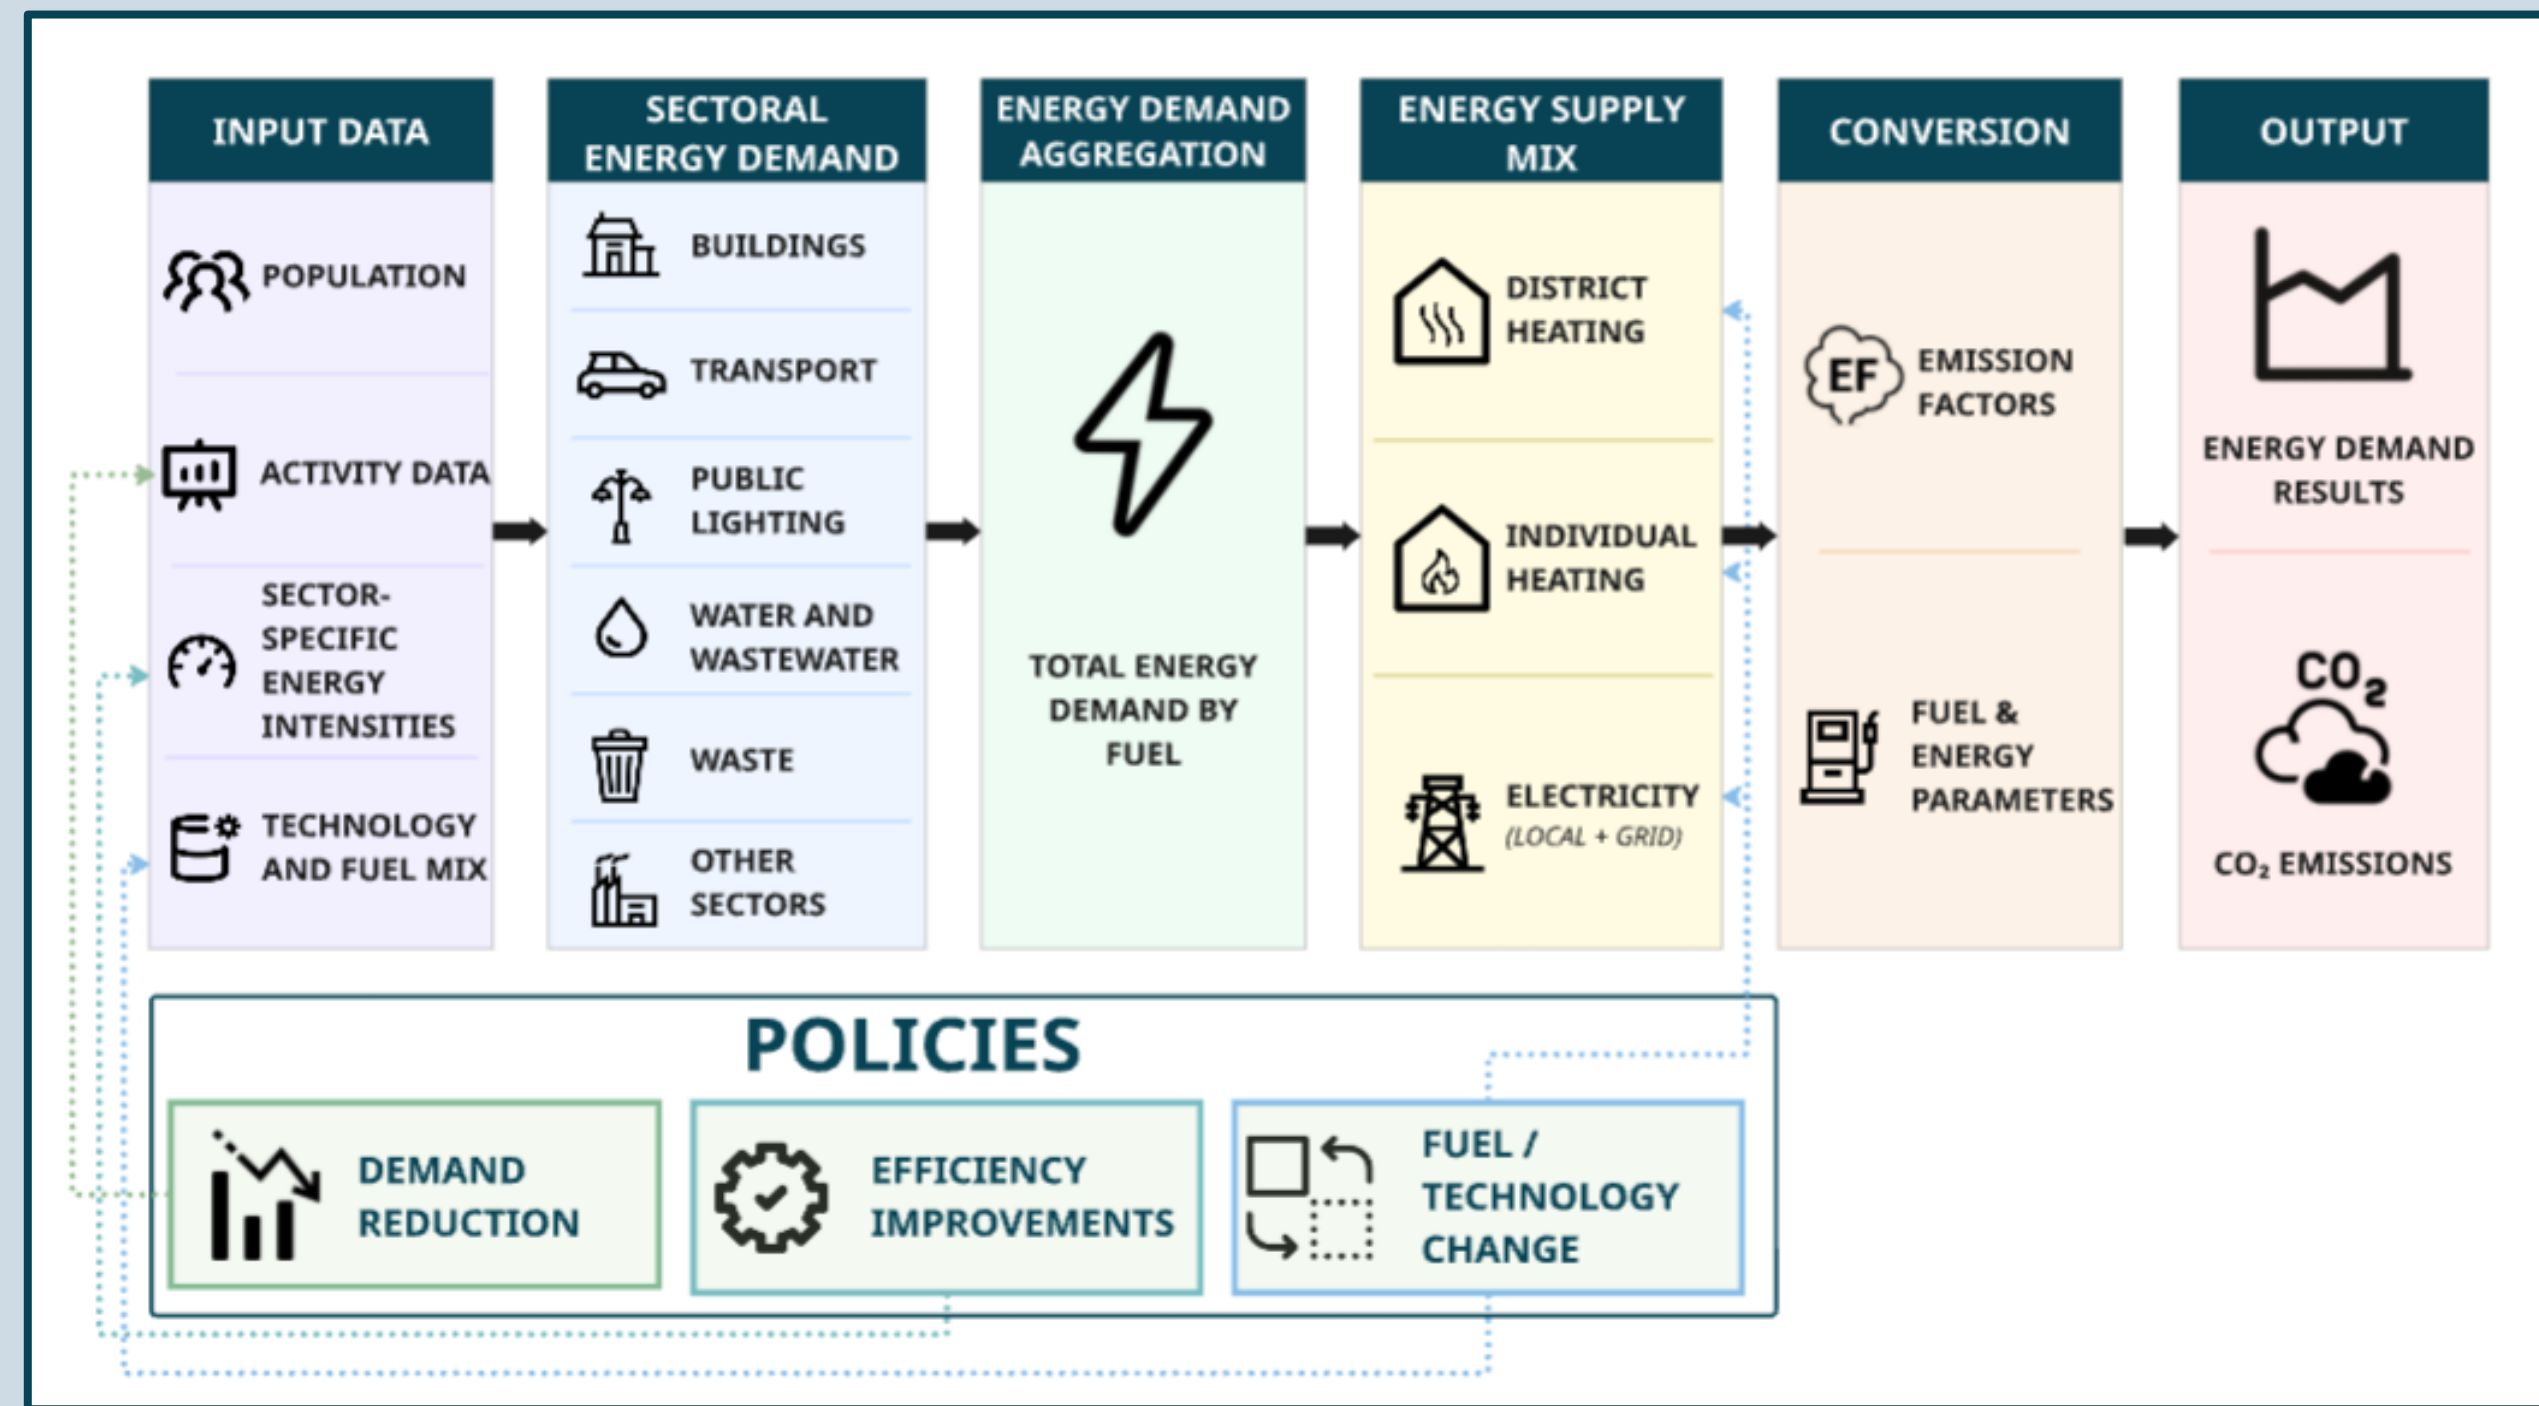 INPUT DATA
POPULATION
ACTIVITY DATA
SECTOR-
SPECIFIC
ENERGY
INTENSITIES
TECHNOLOGY
AND FUEL MIX
SECTORAL
ENERGY DEMAND
BUILDINGS
TRANSPORT
PUBLIC
LIGHTING
WATER AND
WASTEWATER
WASTE
OTHER
SECTORS
ENERGY DEMAND
AGGREGATION
TOTAL ENERGY
DEMAND BY
FUEL
ENERGY SUPPLY
MIX
DISTRICT
HEATING
INDIVIDUAL
HEATING
ELECTRICITY
(LOCAL + GRID)
CONVERSION
EF
EMISSION
FACTORS
FUEL &
ENERGY
PARAMETERS
OUTPUT
ENERGY DEMAND
RESULTS
CO₂
CO₂ EMISSIONS
POLICIES
DEMAND
REDUCTION
EFFICIENCY
IMPROVEMENTS
FUEL /
TECHNOLOGY
CHANGE